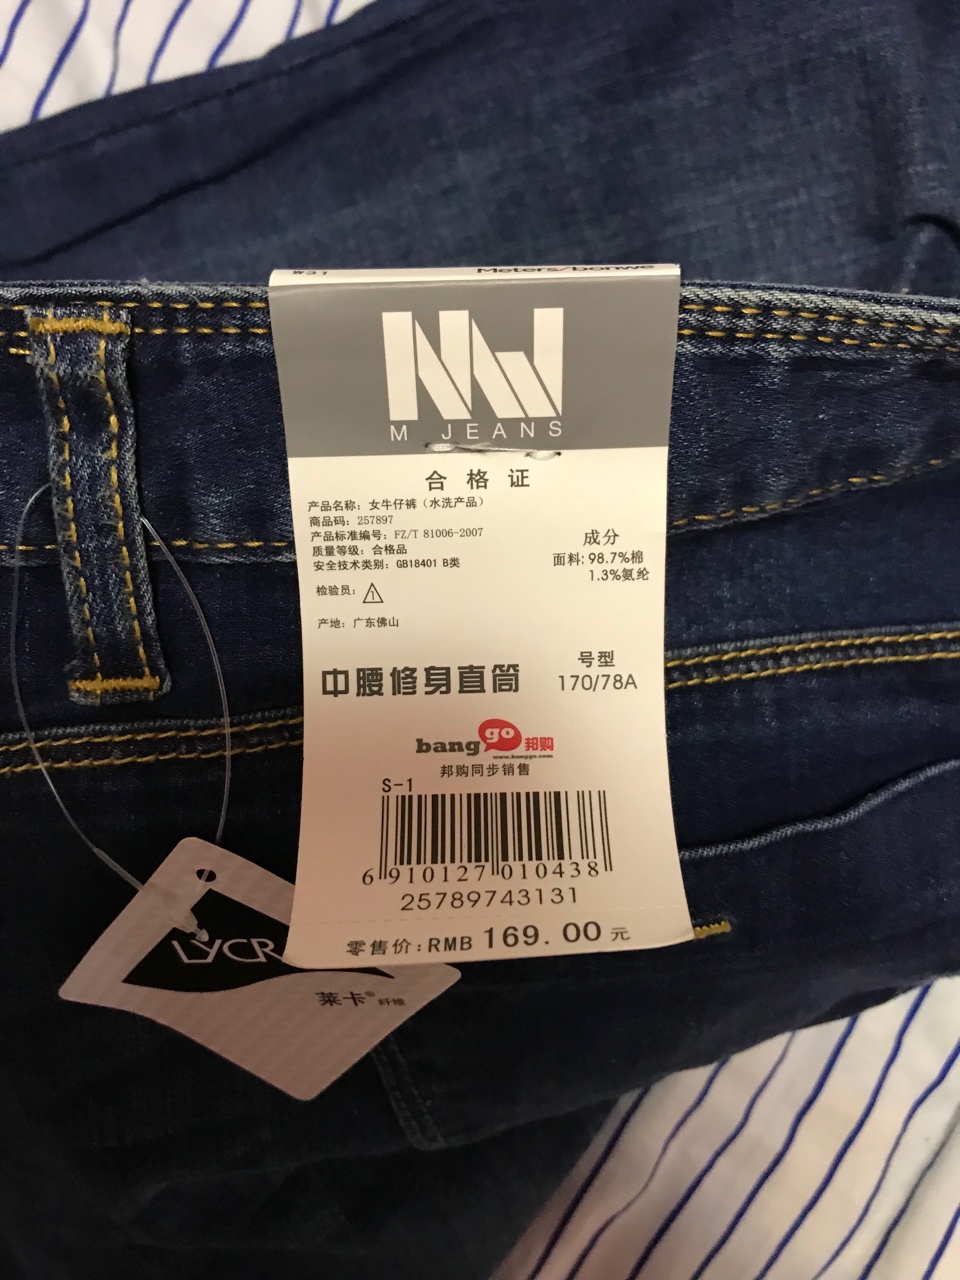 W31
Meters/bonwe
M JEANS
合格证
产品名称：女牛仔裤（水洗产品）
商品码：257897
产品标准编号：FZ/T 81006-2007
质量等级：合格品
安全技术类别：GB18401 B类
成分
面料：98.7%棉
1.3%氨纶
检验员：1
产地：广东佛山
中腰修身直筒
号型
170/78A
bang go 邦购
www.banggo.com
邦购同步销售
S-1
6 910127 010438
25789743131
零售价：RMB 169.00 元
LYCR
莱卡® 纤维